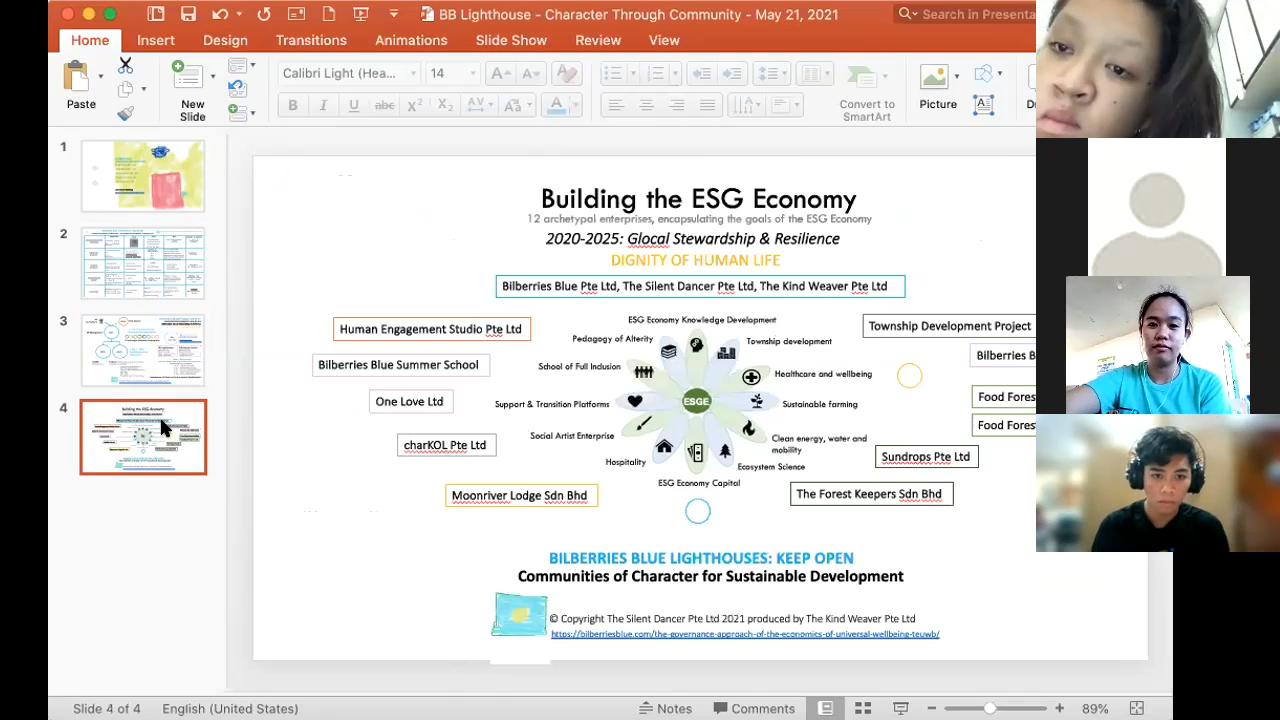 BB Lighthouse - Character Through Community - May 21, 2021
Search in Presenta
Home Insert Design Transitions Animations Slide Show Review View
Calibri Light (Hea... 14
Paste
New
Slide
Convert to
SmartArt
Picture
1
2
3
4
Building the ESG Economy
12 archetypal enterprises, encapsulating the goals of the ESG Economy
2020-2025: Glocal Stewardship & Resilience
DIGNITY OF HUMAN LIFE
Bilberries Blue Pte Ltd, The Silent Dancer Pte Ltd, The Kind Weaver Pte Ltd
Human Engagement Studio Pte Ltd
Bilberries Blue Summer School
One Love Ltd
charKOL Pte Ltd
Moonriver Lodge Sdn Bhd
ESG Economy Knowledge Development
Pedagogy of Alterity
School of Full Inclusion
Support & Transition Platforms
Social Artist Enterprise
Hospitality
ESG Economy Capital
ESGE
Township development
Healthcare and wellbeing
Sustainable farming
Clean energy, water and
mobility
Ecosystem Science
Township Development Project
Bilberries B
Food Fores
Food Fores
Sundrops Pte Ltd
The Forest Keepers Sdn Bhd
BILBERRIES BLUE LIGHTHOUSES: KEEP OPEN
Communities of Character for Sustainable Development
© Copyright The Silent Dancer Pte Ltd 2021 produced by The Kind Weaver Pte Ltd
https://bilberriesblue.com/the-governance-approach-of-the-economics-of-universal-wellbeing-teuwb/
Slide 4 of 4 English (United States)
Notes Comments 89%